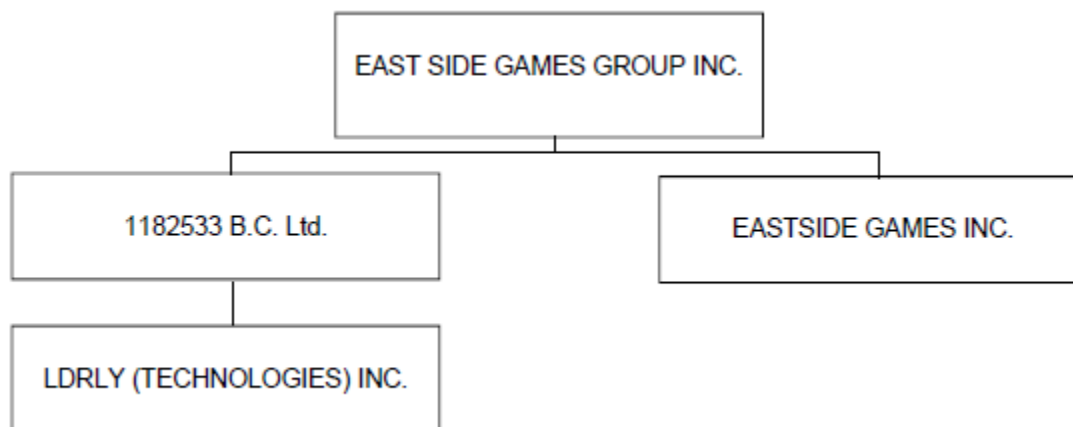 EAST SIDE GAMES GROUP INC.
1182533 B.C. Ltd.
EASTSIDE GAMES INC.
LDRLY (TECHNOLOGIES) INC.